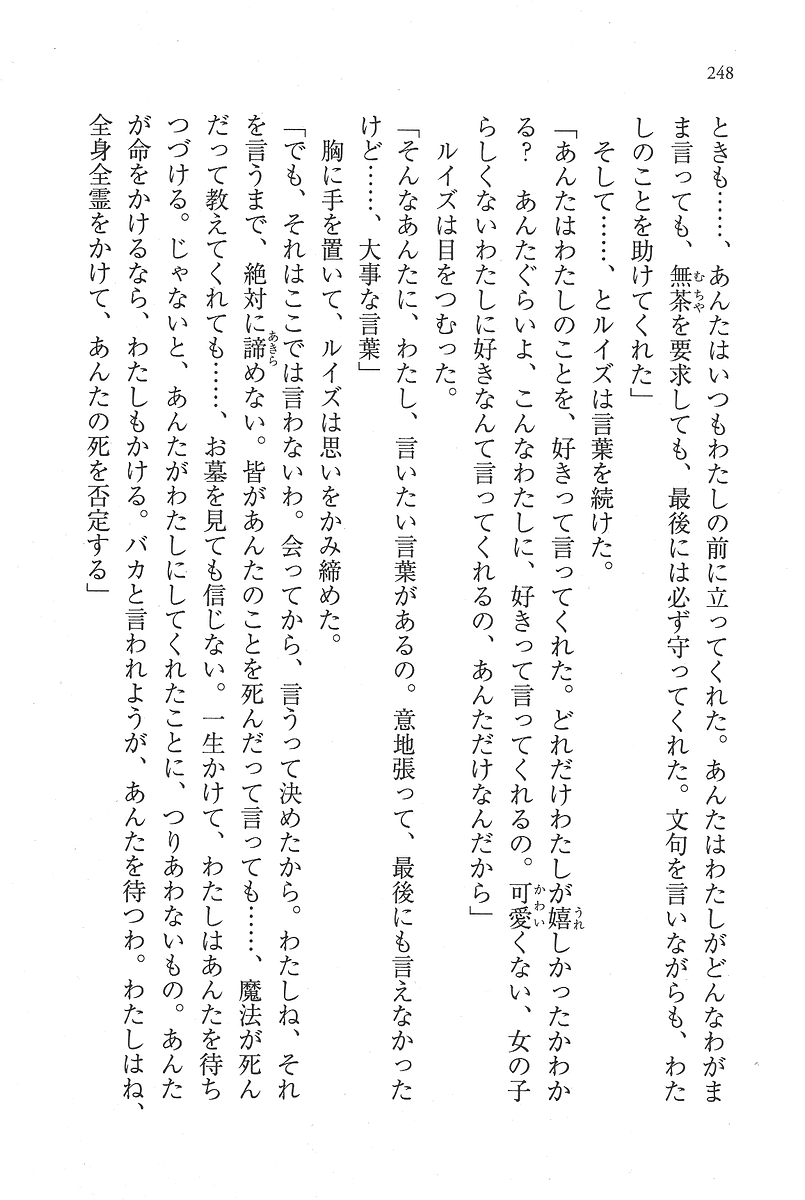 248
ときも……、あんたはいつもわたしの前に立ってくれた。あんたはわたしがどんなわがま
ま言っても、無茶を要求しても、最後には必ず守ってくれた。文句を言いながらも、わた
しのことを助けてくれた」
そして……、とルイズは言葉を続けた。
「あんたはわたしのことを、好きって言ってくれた。どれだけわたしが嬉しかったかわか
る？　あんたぐらいよ、こんなわたしに、好きって言ってくれるの。可愛くない、女の子
らしくないわたしに好きなんて言ってくれるの、あんただけなんだから」
ルイズは目をつむった。
「そんなあんたに、わたし、言いたい言葉があるの。意地張って、最後にも言えなかった
けど……、大事な言葉」
胸に手を置いて、ルイズは思いをかみ締めた。
「でも、それはここでは言わないわ。会ってから、言うって決めたから。わたしね、それ
を言うまで、絶対に諦めない。皆があんたのことを死んだって言っても……、魔法が死ん
だって教えてくれても……、お墓を見ても信じない。一生かけて、わたしはあんたを待ち
つづける。じゃないと、あんたがわたしにしてくれたことに、つりあわないもの。あんた
が命をかけるなら、わたしもかける。バカと言われようが、あんたを待つわ。わたしはね、
全身全霊をかけて、あんたの死を否定する」